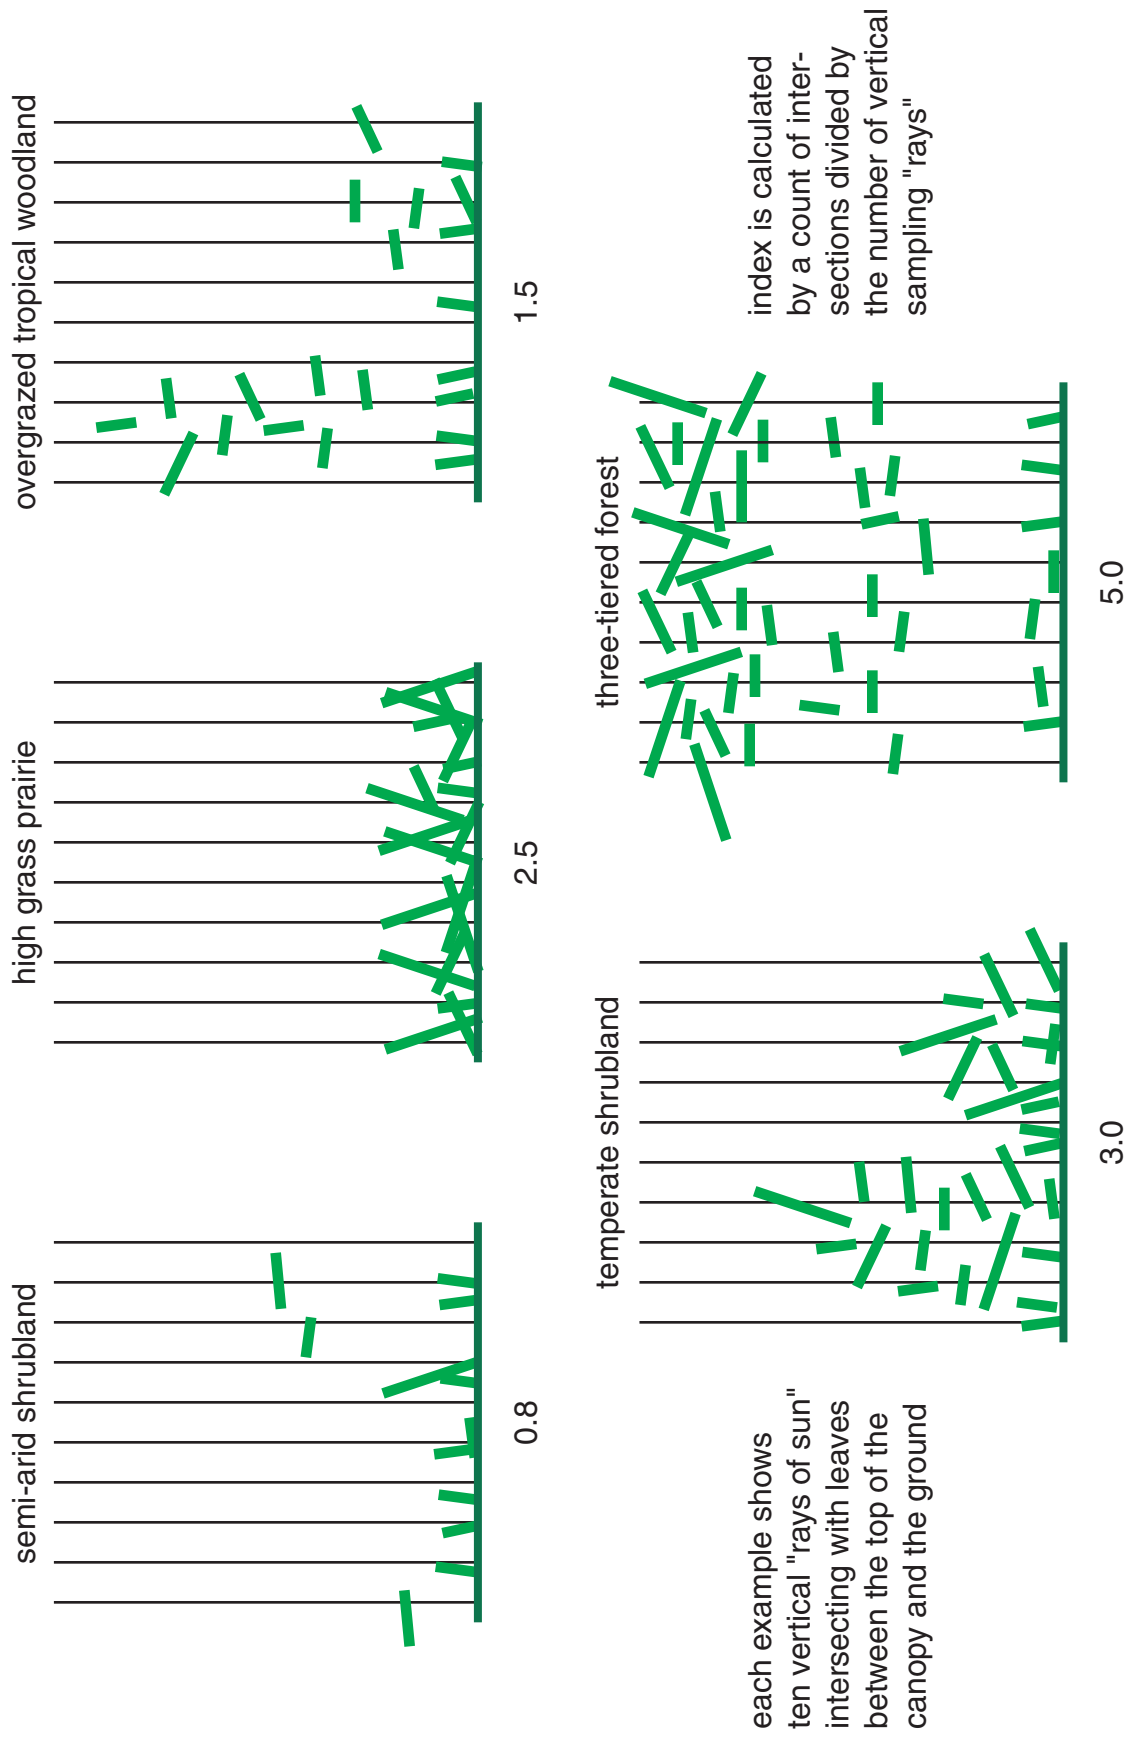 semi-arid shrubland
high grass prairie
overgrazed tropical woodland
0.8
2.5
1.5
temperate shrubland
three-tiered forest
each example shows
ten vertical "rays of sun"
intersecting with leaves
between the top of the
canopy and the ground
3.0
5.0
index is calculated
by a count of inter-
sections divided by
the number of vertical
sampling "rays"